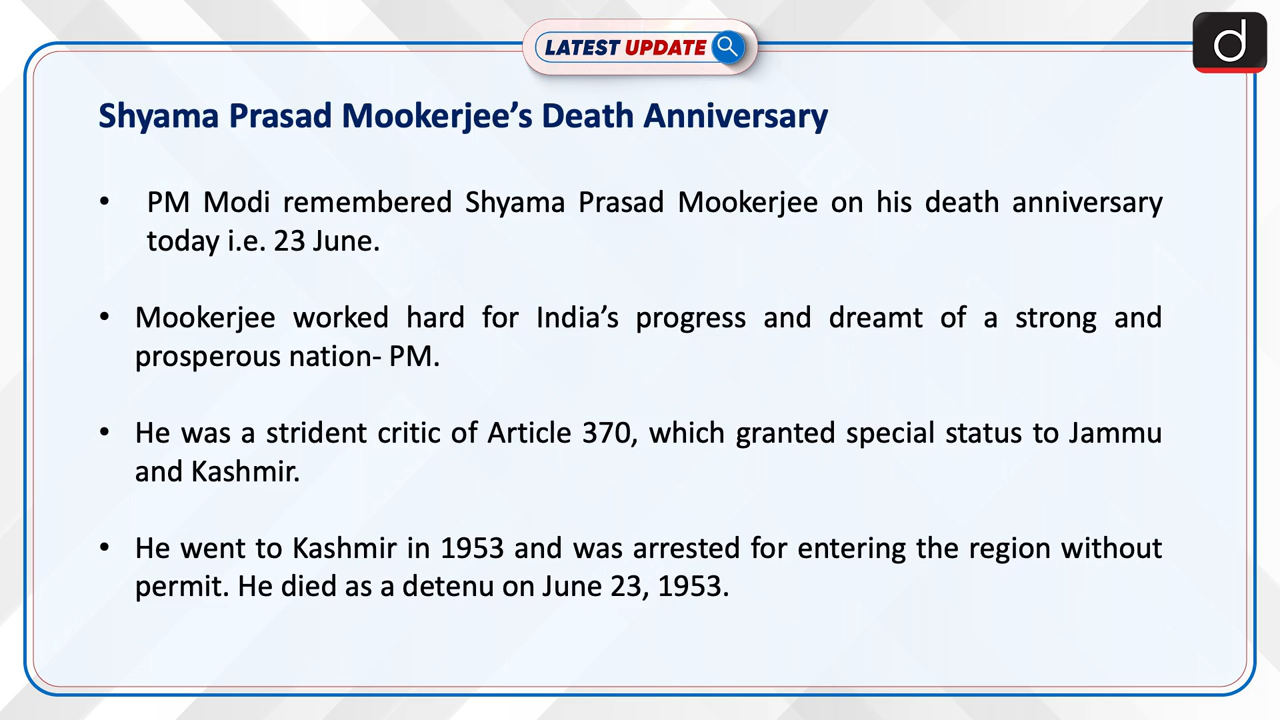 LATEST UPDATE
d
Shyama Prasad Mookerjee’s Death Anniversary
• PM Modi remembered Shyama Prasad Mookerjee on his death anniversary
today i.e. 23 June.
• Mookerjee worked hard for India’s progress and dreamt of a strong and
prosperous nation- PM.
• He was a strident critic of Article 370, which granted special status to Jammu
and Kashmir.
• He went to Kashmir in 1953 and was arrested for entering the region without
permit. He died as a detenu on June 23, 1953.